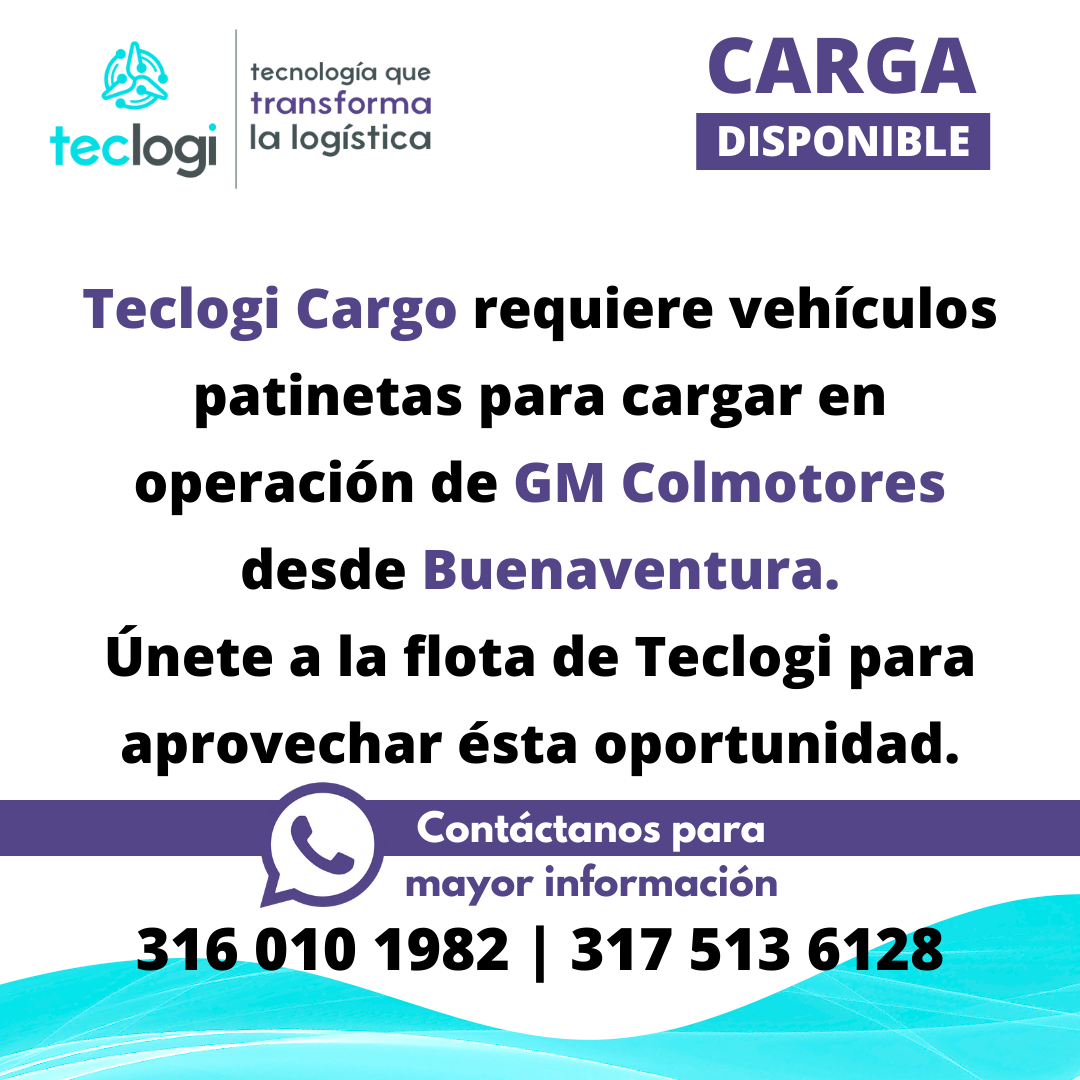 teclogi
tecnología que
transforma
la logística
CARGA
DISPONIBLE
Teclogi Cargo requiere vehículos
patinetas para cargar en
operación de GM Colmotores
desde Buenaventura.
Únete a la flota de Teclogi para
aprovechar ésta oportunidad.
Contáctanos para
mayor información
316 010 1982 | 317 513 6128